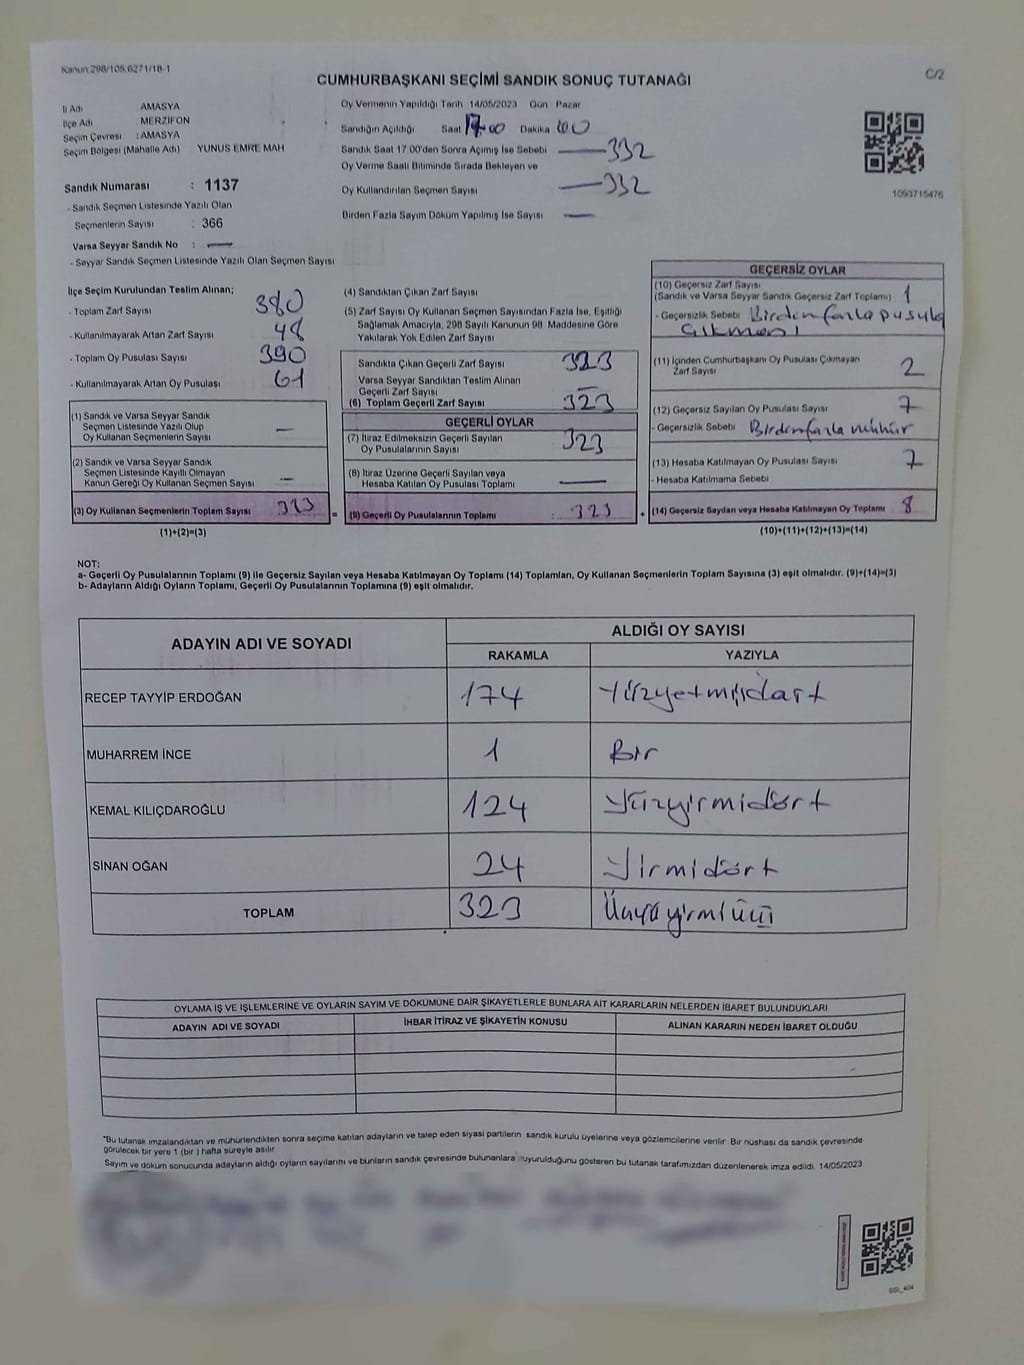 Kanun:298/105,6271/18-1
C/2
CUMHURBAŞKANI SEÇİMİ SANDIK SONUÇ TUTANAĞI
İl Adı AMASYA
İlçe Adı MERZİFON
Seçim Çevresi : AMASYA
Seçim Bölgesi (Mahalle Adı) YUNUS EMRE MAH
Sandık Numarası : 1137
- Sandık Seçmen Listesinde Yazılı Olan
Seçmenlerin Sayısı : 366
Varsa Seyyar Sandık No : —
- Seyyar Sandık Seçmen Listesinde Yazılı Olan Seçmen Sayısı
Oy Vermenin Yapıldığı Tarih 14/05/2023 Gün Pazar
Sandığın Açıldığı Saat 17:00 Dakika 00
Sandık Saat 17.00'den Sonra Açımış İse Sebebi — 332
Oy Verme Saati Bitiminde Sırada Bekleyen ve
Oy Kullandırılan Seçmen Sayısı — 332
Birden Fazla Sayım Döküm Yapılmış İse Sayısı —
1093715476
İlçe Seçim Kurulundan Teslim Alınan;
- Toplam Zarf Sayısı 380
- Kullanılmayarak Artan Zarf Sayısı 48
- Toplam Oy Pusulası Sayısı 390
- Kullanılmayarak Artan Oy Pusulası 61
(1) Sandık ve Varsa Seyyar Sandık
Seçmen Listesinde Yazılı Olup
Oy Kullanan Seçmenlerin Sayısı —
(2) Sandık ve Varsa Seyyar Sandık
Seçmen Listesinde Kayıtlı Olmayan
Kanun Gereği Oy Kullanan Seçmen Sayısı —
(3) Oy Kullanan Seçmenlerin Toplam Sayısı 323
(1)+(2)=(3)
=
(4) Sandıktan Çıkan Zarf Sayısı
(5) Zarf Sayısı Oy Kullanan Seçmen Sayısından Fazla İse, Eşitliği
Sağlamak Amacıyla, 298 Sayılı Kanunun 98. Maddesine Göre
Yakılarak Yok Edilen Zarf Sayısı
Sandıkta Çıkan Geçerli Zarf Sayısı 323
Varsa Seyyar Sandıktan Teslim Alınan
Geçerli Zarf Sayısı —
(6) Toplam Geçerli Zarf Sayısı 323
GEÇERLİ OYLAR
(7) İtiraz Edilmeksizin Geçerli Sayılan
Oy Pusulalarının Sayısı 323
(8) İtiraz Üzerine Geçerli Sayılan veya
Hesaba Katılan Oy Pusulası Toplamı —
(9) Geçerli Oy Pusulalarının Toplamı : 323
+
GEÇERSİZ OYLAR
(10) Geçersiz Zarf Sayısı
(Sandık ve Varsa Seyyar Sandık Geçersiz Zarf Toplamı) 1
- Geçersizlik Sebebi Birden fazla pusula
çıkması
(11) İçinden Cumhurbaşkanı Oy Pusulası Çıkmayan
Zarf Sayısı 2
(12) Geçersiz Sayılan Oy Pusulası Sayısı 7
- Geçersizlik Sebebi Birden fazla mühür
(13) Hesaba Katılmayan Oy Pusulası Sayısı 7
- Hesaba Katılmama Sebebi
(14) Geçersiz Sayılan veya Hesaba Katılmayan Oy Toplamı 8
(10)+(11)+(12)+(13)=(14)
NOT:
a- Geçerli Oy Pusulalarının Toplamı (9) ile Geçersiz Sayılan veya Hesaba Katılmayan Oy Toplamı (14) Toplamları, Oy Kullanan Seçmenlerin Toplam Sayısına (3) eşit olmalıdır. (9)+(14)=(3)
b- Adayların Aldığı Oyların Toplamı, Geçerli Oy Pusulalarının Toplamına (9) eşit olmalıdır.
ADAYIN ADI VE SOYADI
ALDIĞI OY SAYISI
RAKAMLA YAZIYLA
RECEP TAYYİP ERDOĞAN 174 Yüzyetmişdört
MUHARREM İNCE 1 Bir
KEMAL KILIÇDAROĞLU 124 Yüzyirmidört
SİNAN OĞAN 24 Yirmidört
TOPLAM 323 Üçyüzyirmiüç
OYLAMA İŞ VE İŞLEMLERİNE VE OYLARIN SAYIM VE DÖKÜMÜNE DAİR ŞİKAYETLERLE BUNLARA AİT KARARLARIN NELERDEN İBARET BULUNDUKLARI
ADAYIN ADI VE SOYADI İHBAR İTİRAZ VE ŞİKAYETİN KONUSU ALINAN KARARIN NEDEN İBARET OLDUĞU
*Bu tutanak imzalandıktan ve mühürlendikten sonra seçime katılan adayların ve talep eden siyasi partilerin sandık kurulu üyelerine veya gözlemcilerine verilir. Bir nüshası da sandık çevresinde
görülecek bir yere 1 (bir) hafta süreyle asılır.
Sayım ve döküm sonucunda adayların aldığı oyların sayılarını ve bunların sandık çevresinde bulunanlara duyurulduğunu gösteren bu tutanak tarafımızdan düzenlenerek imza edildi. 14/05/2023